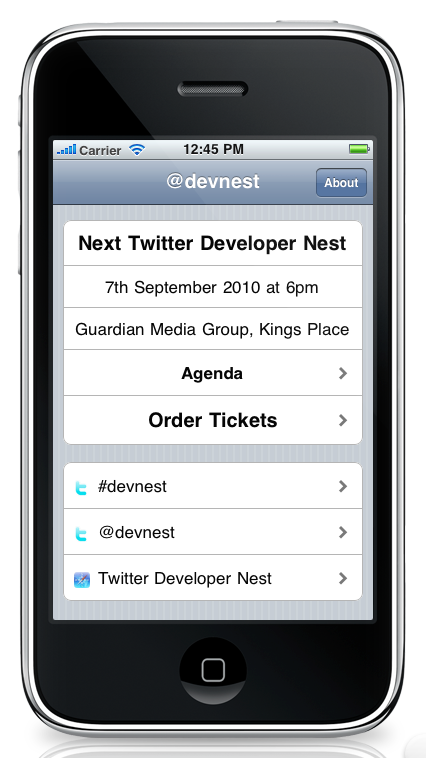 Carrier 12:45 PM
@devnest About
Next Twitter Developer Nest
7th September 2010 at 6pm
Guardian Media Group, Kings Place
Agenda
Order Tickets
#devnest
@devnest
Twitter Developer Nest